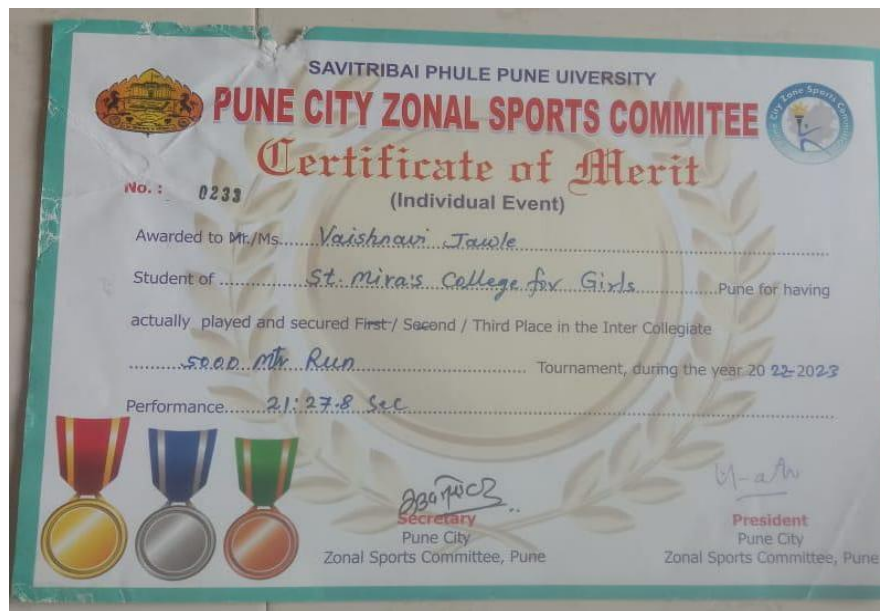 SAVITRIBAI PHULE PUNE UIVERSITY
PUNE CITY ZONAL SPORTS COMMITEE
Certificate of Merit
No. : 0233
(Individual Event)
Awarded to Mr./Ms...... Vaishnavi Jawle
Student of ............ St. Mira's College for Girls ............ Pune for having
actually played and secured First / Second / Third Place in the Inter Collegiate
............ 5000 Mtr Run ............ Tournament, during the year 20 22-2023
Performance...... 21:27.8 Sec
Secretary
Pune City
Zonal Sports Committee, Pune
President
Pune City
Zonal Sports Committee, Pune